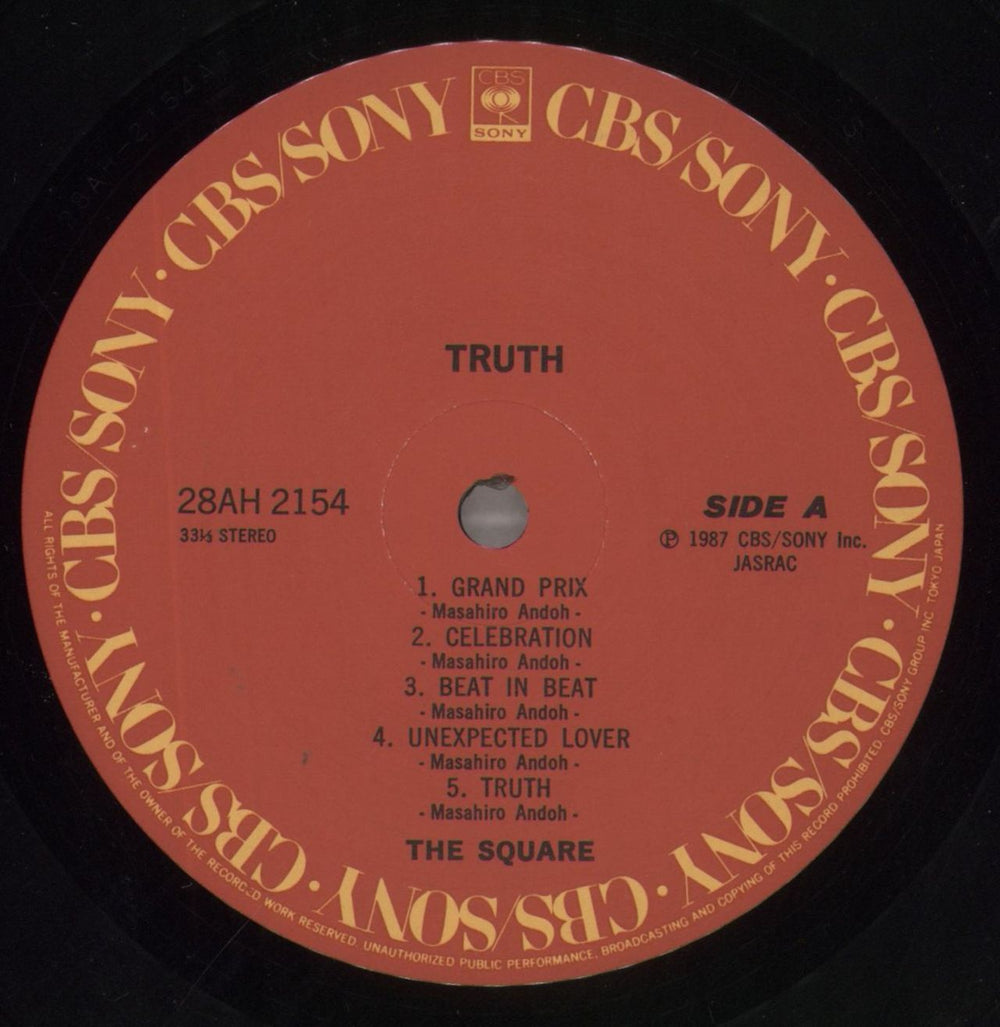 CBS
SONY
CBS/SONY · CBS/SONY · CBS/SONY · CBS/SONY · CBS/SONY · CBS/SONY · CBS/SONY · CBS/SONY
TRUTH
28AH 2154
33⅓ STEREO
SIDE A
℗ 1987 CBS/SONY Inc.
JASRAC
1. GRAND PRIX
- Masahiro Andoh -
2. CELEBRATION
- Masahiro Andoh -
3. BEAT IN BEAT
- Masahiro Andoh -
4. UNEXPECTED LOVER
- Masahiro Andoh -
5. TRUTH
- Masahiro Andoh -
THE SQUARE
ALL RIGHTS OF THE MANUFACTURER AND OF THE OWNER OF THE RECORDED WORK RESERVED. UNAUTHORIZED PUBLIC PERFORMANCE, BROADCASTING AND COPYING OF THIS RECORD PROHIBITED. CBS/SONY GROUP INC. TOKYO JAPAN